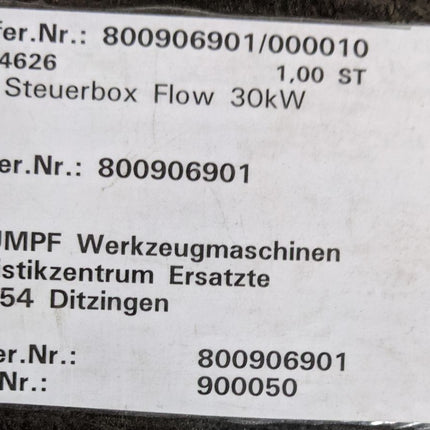 fer.Nr.: 800906901/000010
4626 1,00 ST
Steuerbox Flow 30kW
er.Nr.: 800906901
UMPF Werkzeugmaschinen
istikzentrum Ersatzte
54 Ditzingen
er.Nr.: 800906901
Nr.: 900050